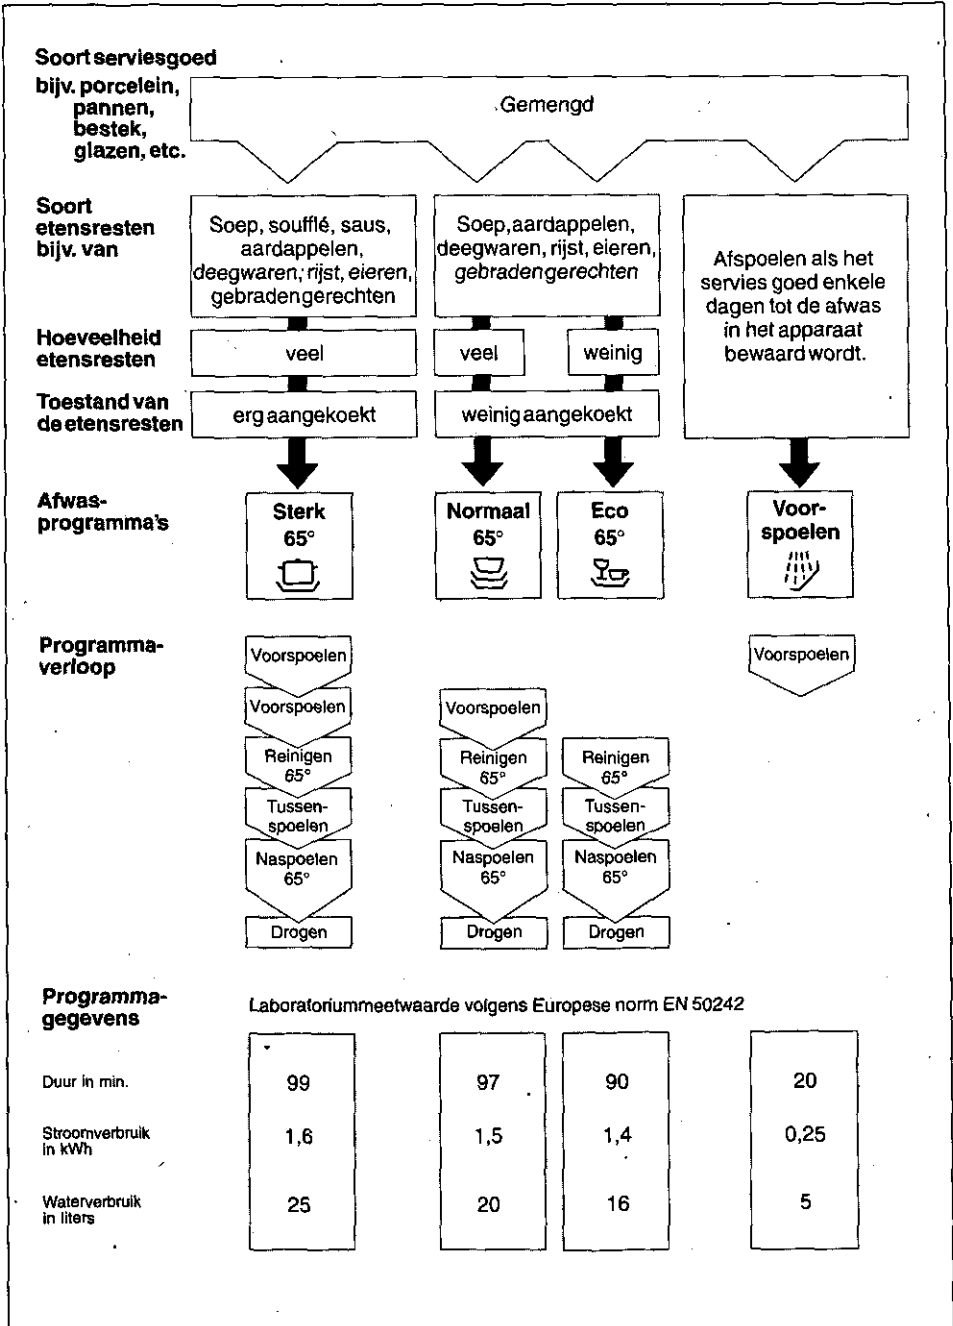 Soort serviesgoed
bijv. porcelein,
pannen,
bestek,
glazen, etc.
Gemengd
Soort
etensresten
bijv. van
Soep, soufflé, saus,
aardappelen,
deegwaren, rijst, eieren,
gebraden gerechten
Soep, aardappelen,
deegwaren, rijst, eieren,
gebraden gerechten
Afspoelen als het
servies goed enkele
dagen tot de afwas
in het apparaat
bewaard wordt.
Hoeveelheid
etensresten
veel
veel
weinig
Toestand van
de etensresten
erg aangekoekt
weinig aangekoekt
Afwas-
programma's
Sterk
65°
Normaal
65°
Eco
65°
Voor-
spoelen
Programma-
verloop
Voorspoelen
Voorspoelen
Reinigen
65°
Tussen-
spoelen
Naspoelen
65°
Drogen
Voorspoelen
Reinigen
65°
Tussen-
spoelen
Naspoelen
65°
Drogen
Reinigen
65°
Tussen-
spoelen
Naspoelen
65°
Drogen
Voorspoelen
Programma-
gegevens
Laboratoriummeetwaarde volgens Europese norm EN 50242
Duur in min.
99 97 90 20
Stroomverbruik
in kWh
1,6 1,5 1,4 0,25
Waterverbruik
in liters
25 20 16 5